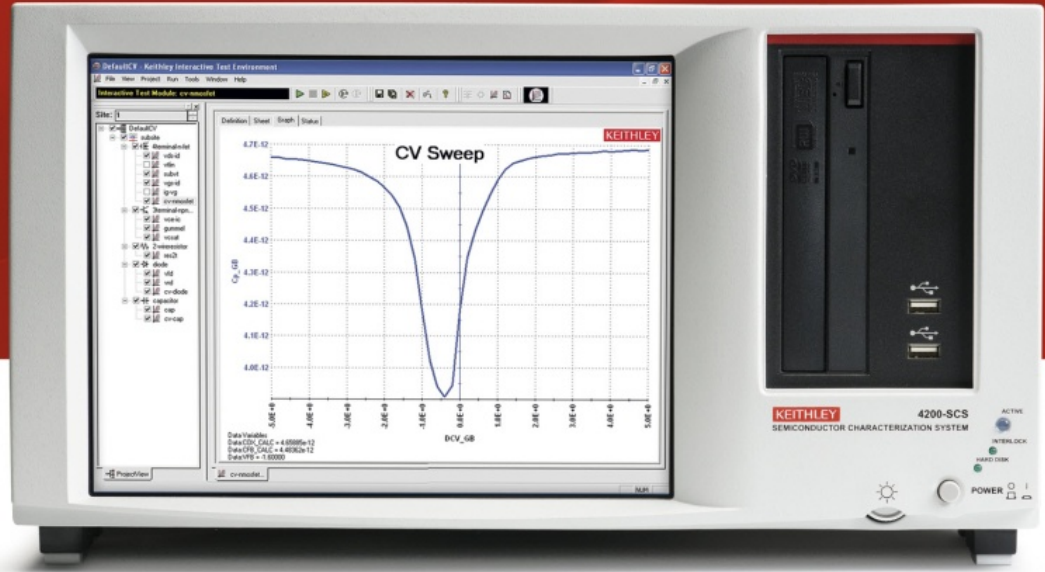 DefaultCV - Keithley Interactive Test Environment
File View Project Run Tools Window Help
Interactive Test Module: cv-nmosfet
Site: 1
DefaultCV
subsite
4terminal-n-fet
vds-id
vtlin
subvt
vgs-id
ig-vg
cv-nmosfet
3terminal-npn...
vce-ic
gummel
vcsat
2-wireresistor
res2t
diode
vfd
vrd
cv-diode
capacitor
cap
cv-cap
ProjectView
Definition Sheet Graph Status
KEITHLEY
CV Sweep
4.7E-12
4.6E-12
4.5E-12
4.4E-12
4.3E-12
4.2E-12
4.1E-12
4.0E-12
Cp_GB
-5.0E+0 -4.0E+0 -3.0E+0 -2.0E+0 -1.0E+0 0.0E+0 1.0E+0 2.0E+0 3.0E+0 4.0E+0 5.0E+0
DCV_GB
Data Variables
Data:COX_CALC = 4.65885e-12
Data:CFB_CALC = 4.48362e-12
Data:VFB = -1.60000
cv-nmosfet...
NUM
KEITHLEY 4200-SCS
SEMICONDUCTOR CHARACTERIZATION SYSTEM
ACTIVE
INTERLOCK
HARD DISK
POWER